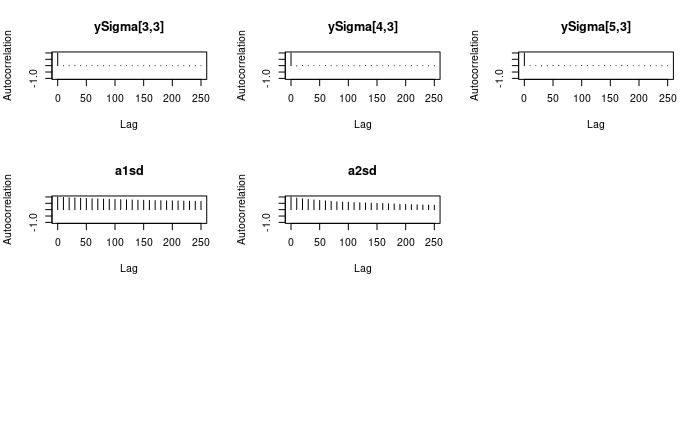 ySigma[3,3]
Autocorrelation
-1.0
0 50 100 150 200 250
Lag
ySigma[4,3]
Autocorrelation
-1.0
0 50 100 150 200 250
Lag
ySigma[5,3]
Autocorrelation
-1.0
0 50 100 150 200 250
Lag
a1sd
Autocorrelation
-1.0
0 50 100 150 200 250
Lag
a2sd
Autocorrelation
-1.0
0 50 100 150 200 250
Lag